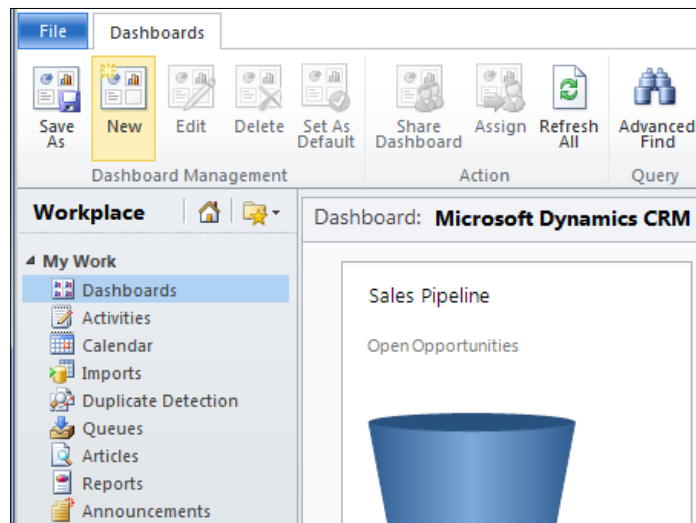 File
Dashboards
Save As
New
Edit
Delete
Set As Default
Share Dashboard
Assign
Refresh All
Advanced Find
Dashboard Management
Action
Query
Workplace
Dashboard: Microsoft Dynamics CRM
My Work
Dashboards
Activities
Calendar
Imports
Duplicate Detection
Queues
Articles
Reports
Announcements
Sales Pipeline
Open Opportunities